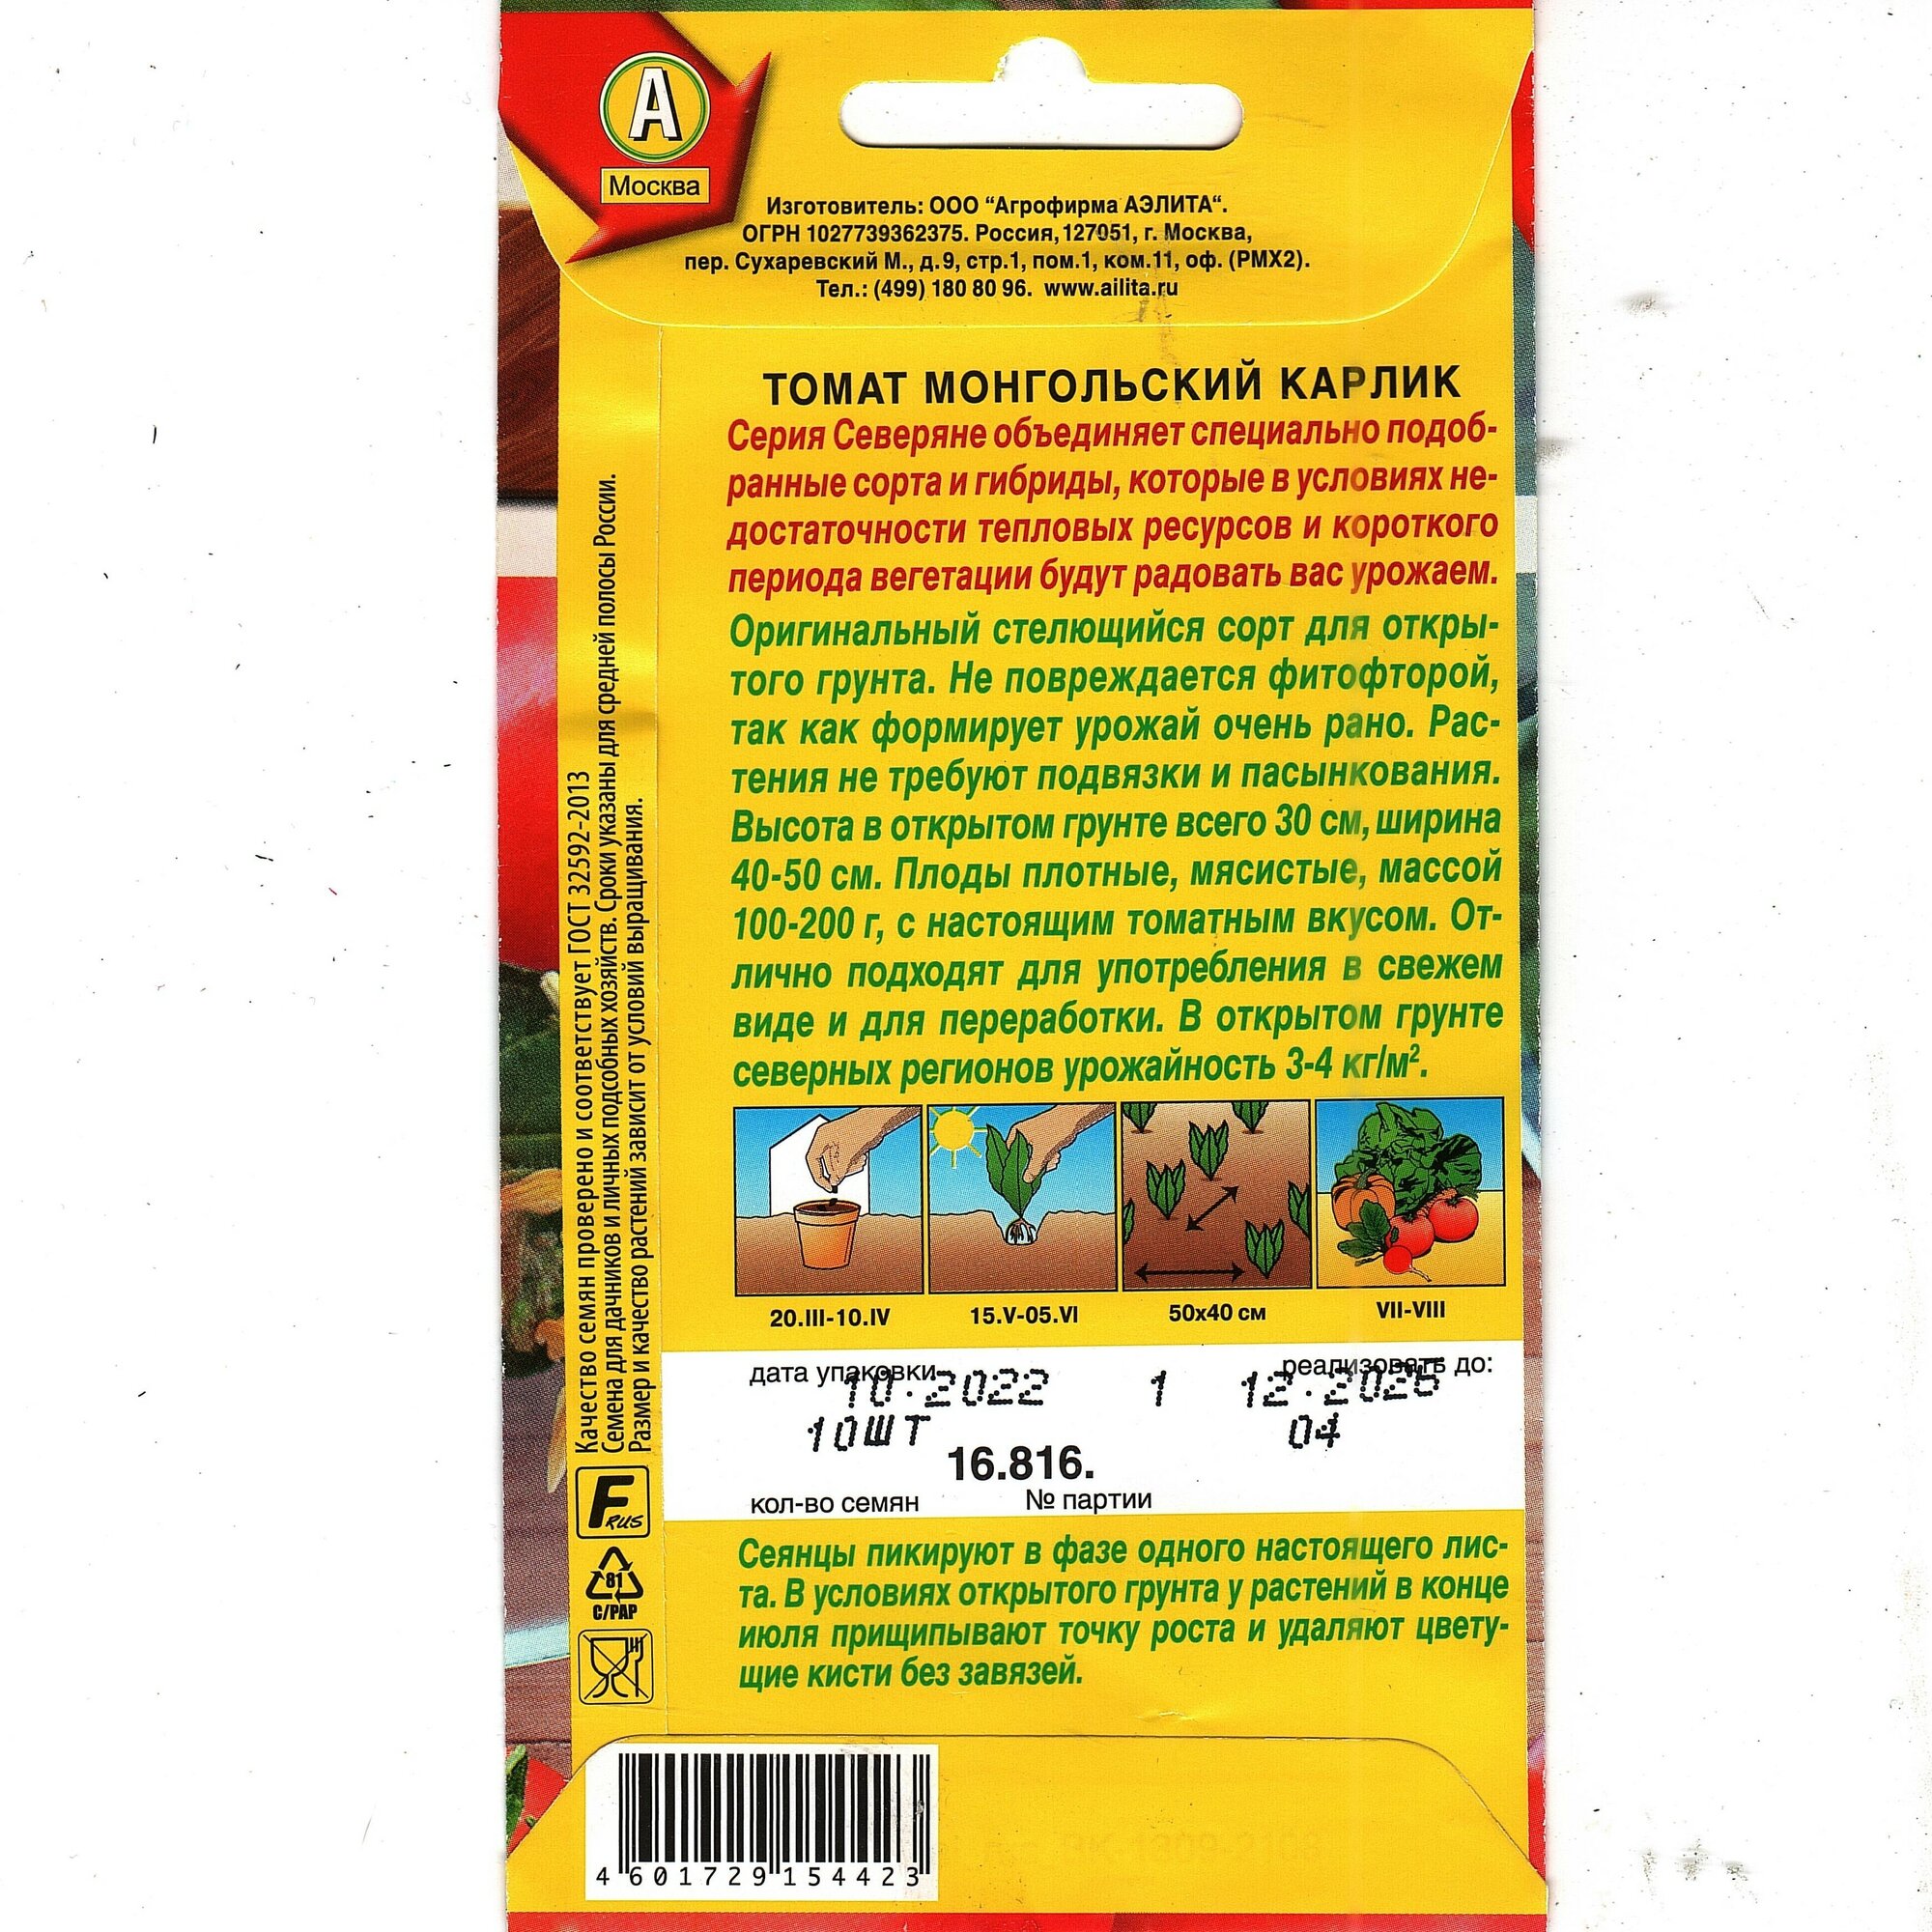 А
Москва
Изготовитель: ООО “Агрофирма АЭЛИТА“.
ОГРН 1027739362375. Россия, 127051, г. Москва,
пер. Сухаревский М., д.9, стр.1, пом.1, ком.11, оф. (РМХ2).
Тел.: (499) 180 80 96. www.ailita.ru
ТОМАТ МОНГОЛЬСКИЙ КАРЛИК
Серия Северяне объединяет специально подоб-
ранные сорта и гибриды, которые в условиях не-
достаточности тепловых ресурсов и короткого
периода вегетации будут радовать вас урожаем.
Оригинальный стелющийся сорт для откры-
того грунта. Не повреждается фитофторой,
так как формирует урожай очень рано. Рас-
тения не требуют подвязки и пасынкования.
Высота в открытом грунте всего 30 см, ширина
40-50 см. Плоды плотные, мясистые, массой
100-200 г, с настоящим томатным вкусом. От-
лично подходят для употребления в свежем
виде и для переработки. В открытом грунте
северных регионов урожайность 3-4 кг/м².
20.III-10.IV 15.V-05.VI 50х40 см VII-VIII
дата упаковки реализовать до:
10.2022 1 12.2025
10ШТ 04
16.816.
кол-во семян № партии
Сеянцы пикируют в фазе одного настоящего лис-
та. В условиях открытого грунта у растений в конце
июля прищипывают точку роста и удаляют цвету-
щие кисти без завязей.
Качество семян проверено и соответствует ГОСТ 32592-2013
Семена для дачников и личных подсобных хозяйств. Сроки указаны для средней полосы России.
Размер и качество растений зависит от условий выращивания.
F RUS
81
C/PAP
4 601729 154423